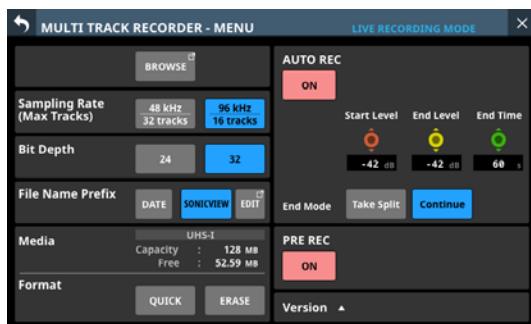 MULTI TRACK RECORDER - MENU
LIVE RECORDING MODE
BROWSE
Sampling Rate
(Max Tracks)
48 kHz
32 tracks
96 kHz
16 tracks
Bit Depth
24
32
File Name Prefix
DATE
SONICVIEW
EDIT
Media
UHS-I
Capacity : 128 MB
Free : 52.59 MB
Format
QUICK
ERASE
AUTO REC
ON
Start Level
End Level
End Time
-42 dB
-42 dB
60 s
End Mode
Take Split
Continue
PRE REC
ON
Version